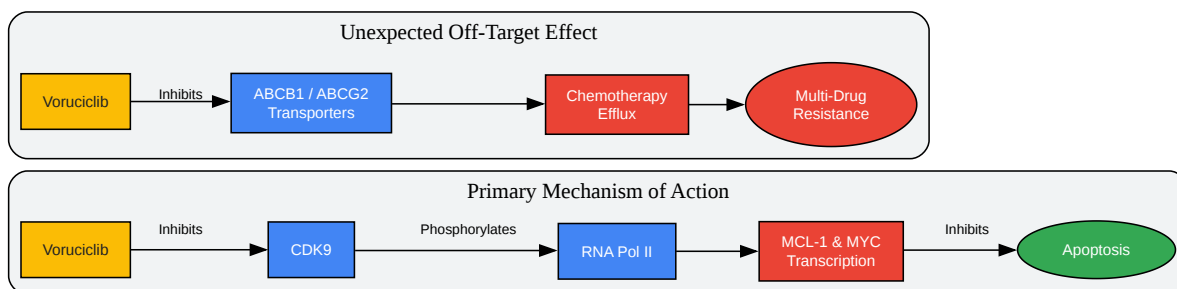 Unexpected Off-Target Effect
Voruciclib
Inhibits
ABCB1 / ABCG2
Transporters
Chemotherapy
Efflux
Multi-Drug
Resistance
Primary Mechanism of Action
Voruciclib
Inhibits
CDK9
Phosphorylates
RNA Pol II
MCL-1 & MYC
Transcription
Inhibits
Apoptosis